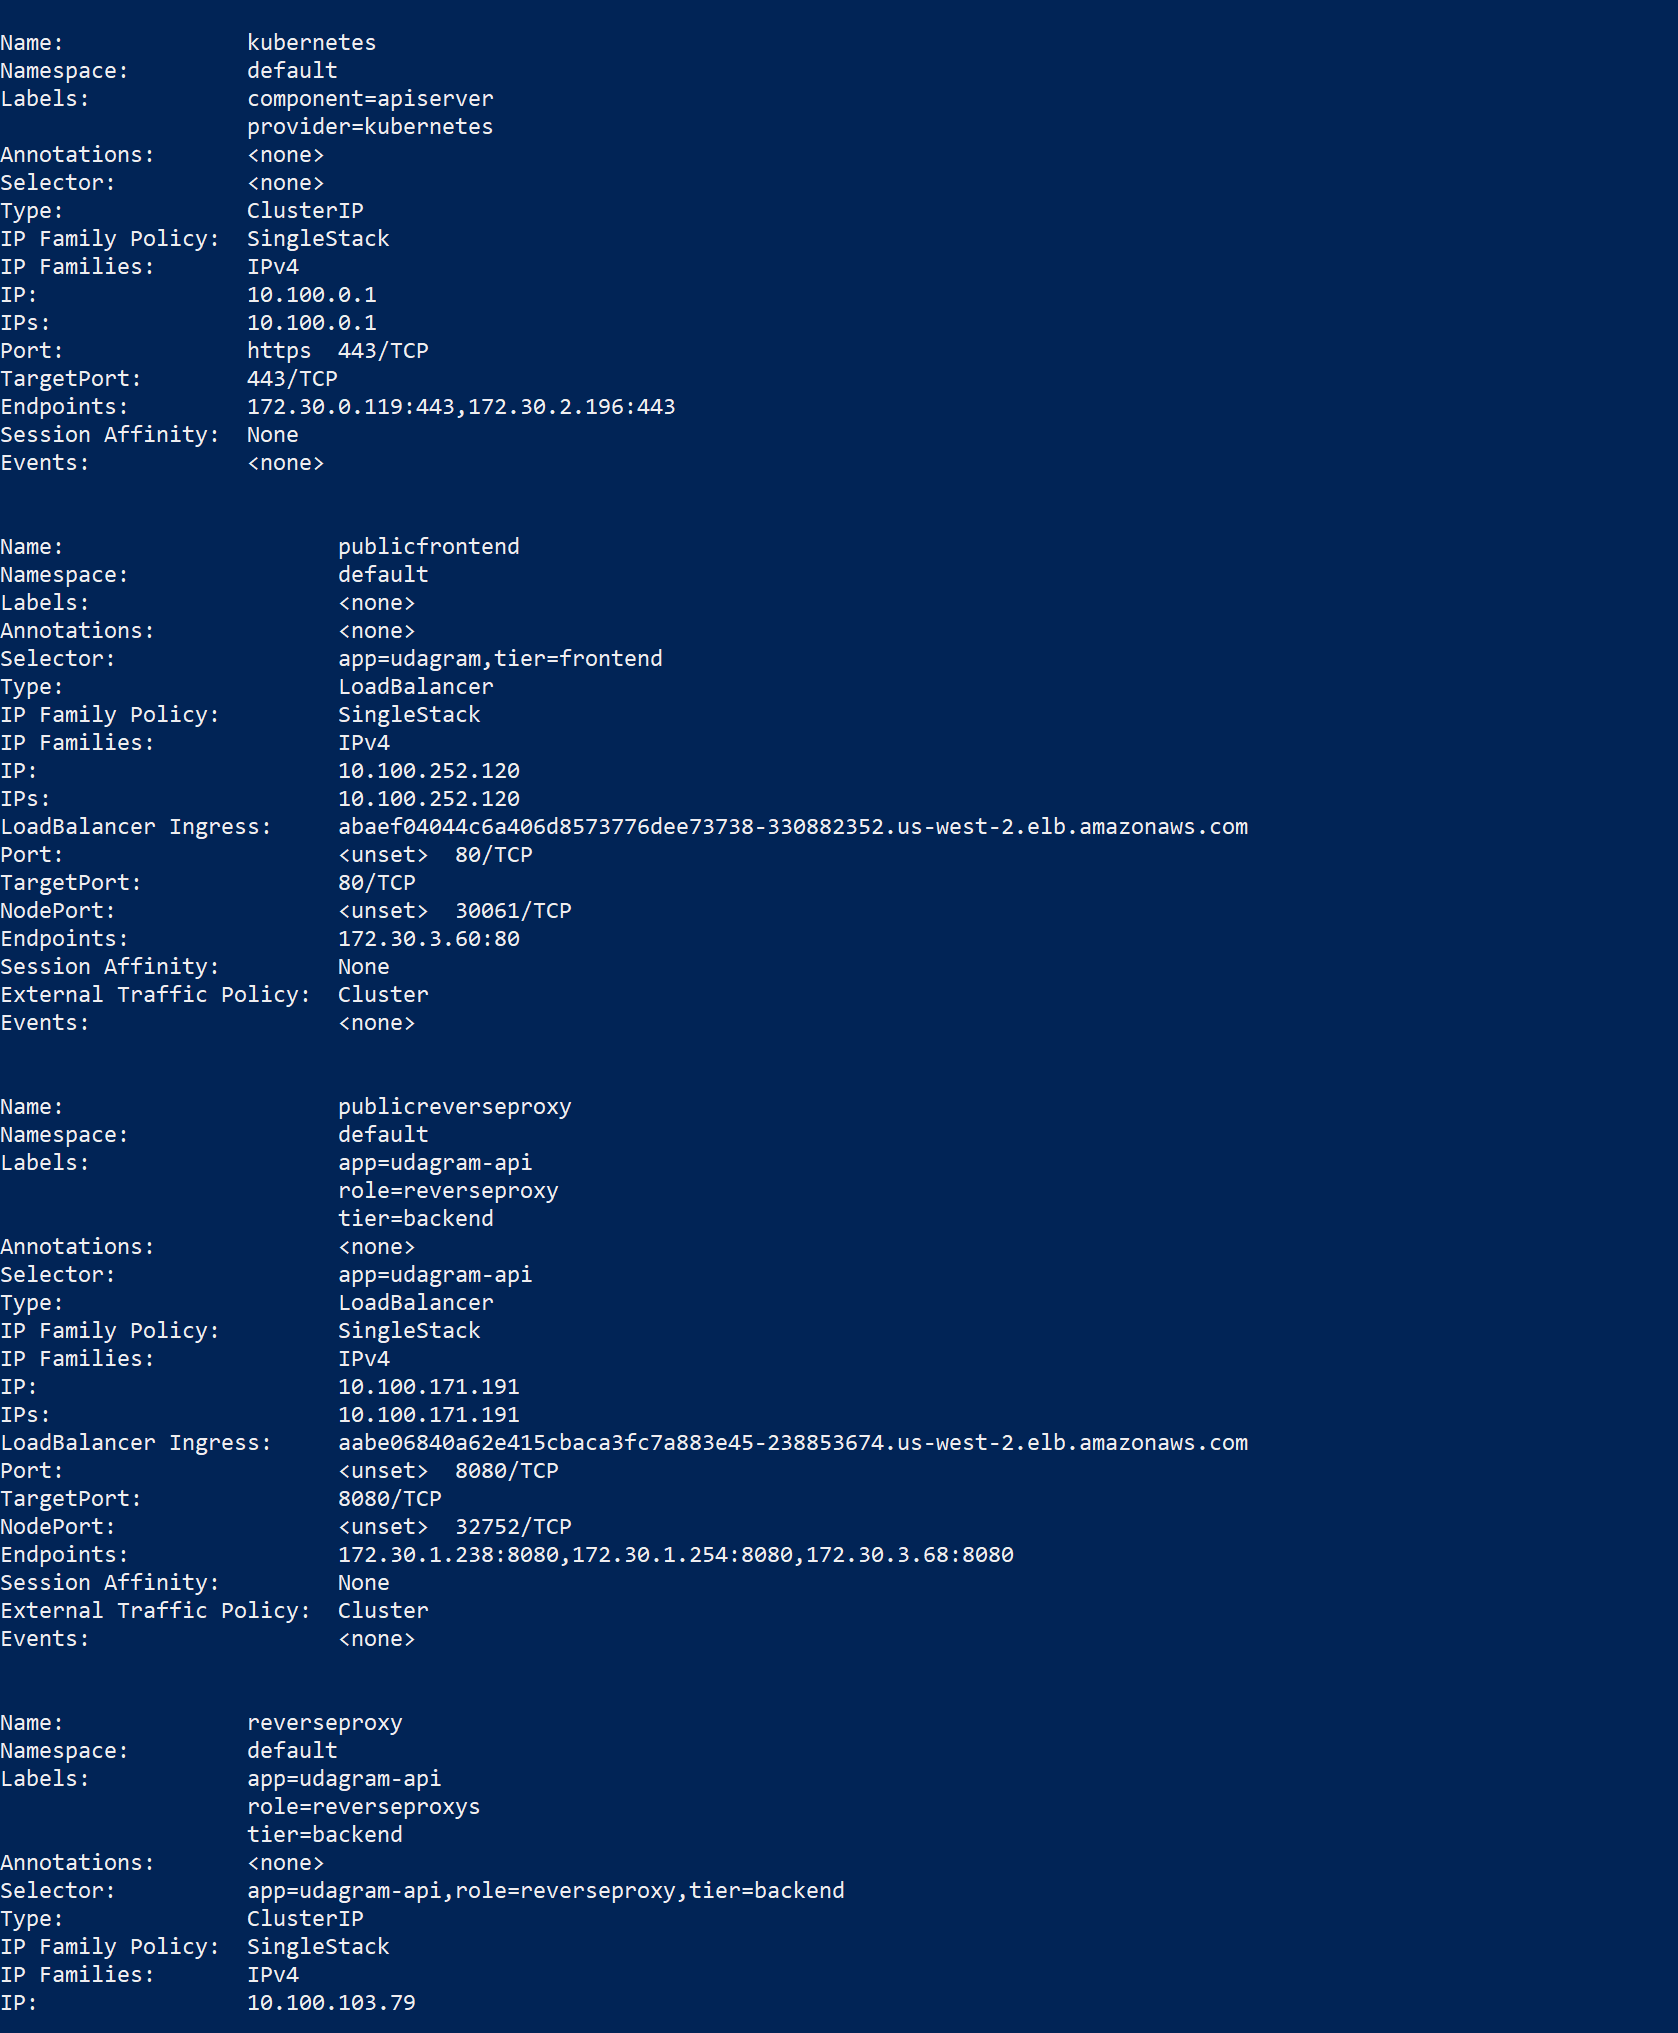 Name:              kubernetes
Namespace:         default
Labels:            component=apiserver
                   provider=kubernetes
Annotations:       <none>
Selector:          <none>
Type:              ClusterIP
IP Family Policy:  SingleStack
IP Families:       IPv4
IP:                10.100.0.1
IPs:               10.100.0.1
Port:              https  443/TCP
TargetPort:        443/TCP
Endpoints:         172.30.0.119:443,172.30.2.196:443
Session Affinity:  None
Events:            <none>

Name:                     publicfrontend
Namespace:                default
Labels:                   <none>
Annotations:              <none>
Selector:                 app=udagram,tier=frontend
Type:                     LoadBalancer
IP Family Policy:         SingleStack
IP Families:              IPv4
IP:                       10.100.252.120
IPs:                      10.100.252.120
LoadBalancer Ingress:     abaef04044c6a406d8573776dee73738-330882352.us-west-2.elb.amazonaws.com
Port:                     <unset>  80/TCP
TargetPort:               80/TCP
NodePort:                 <unset>  30061/TCP
Endpoints:                172.30.3.60:80
Session Affinity:         None
External Traffic Policy:  Cluster
Events:                   <none>

Name:                     publicreverseproxy
Namespace:                default
Labels:                   app=udagram-api
                          role=reverseproxy
                          tier=backend
Annotations:              <none>
Selector:                 app=udagram-api
Type:                     LoadBalancer
IP Family Policy:         SingleStack
IP Families:              IPv4
IP:                       10.100.171.191
IPs:                      10.100.171.191
LoadBalancer Ingress:     aabe06840a62e415cbaca3fc7a883e45-238853674.us-west-2.elb.amazonaws.com
Port:                     <unset>  8080/TCP
TargetPort:               8080/TCP
NodePort:                 <unset>  32752/TCP
Endpoints:                172.30.1.238:8080,172.30.1.254:8080,172.30.3.68:8080
Session Affinity:         None
External Traffic Policy:  Cluster
Events:                   <none>

Name:              reverseproxy
Namespace:         default
Labels:            app=udagram-api
                   role=reverseproxys
                   tier=backend
Annotations:       <none>
Selector:          app=udagram-api,role=reverseproxy,tier=backend
Type:              ClusterIP
IP Family Policy:  SingleStack
IP Families:       IPv4
IP:                10.100.103.79